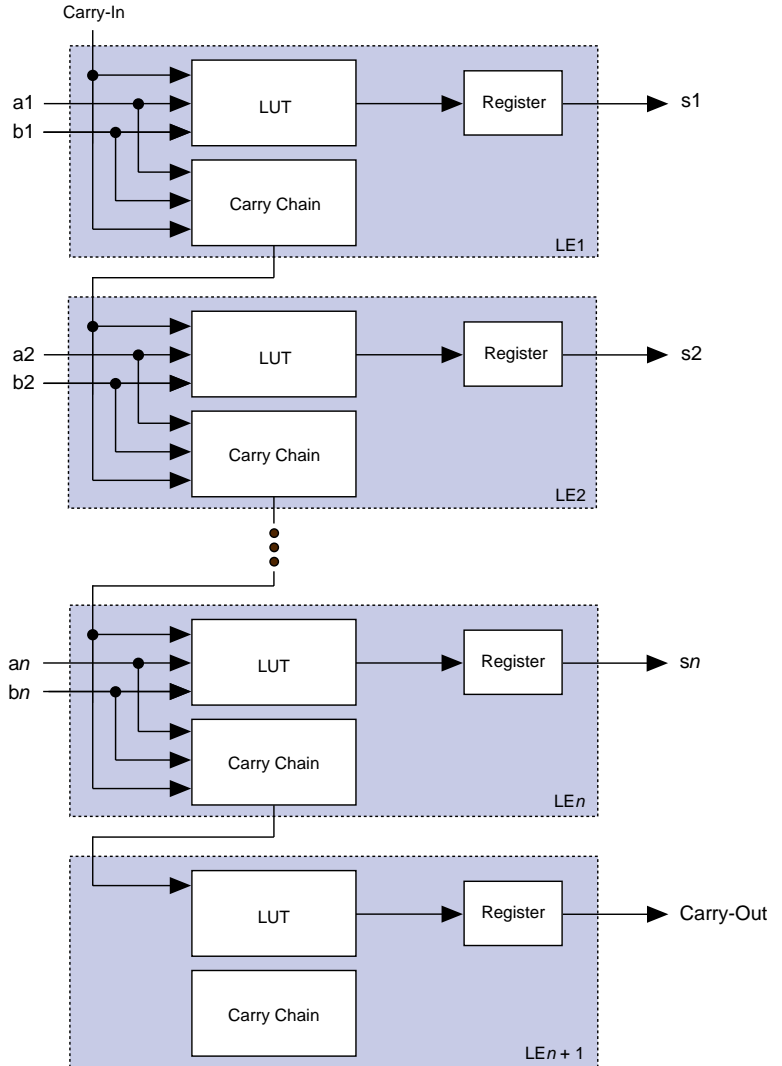 Carry-In
a1
b1
LUT
Register
s1
Carry Chain
LE1
a2
b2
LUT
Register
s2
Carry Chain
LE2
an
bn
LUT
Register
sn
Carry Chain
LEn
LUT
Register
Carry-Out
Carry Chain
LEn + 1